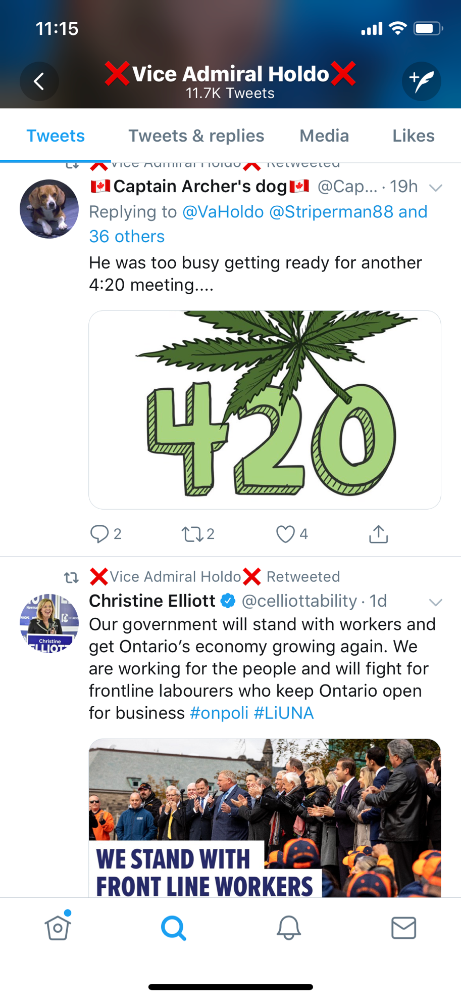 11:15
❌Vice Admiral Holdo❌
11.7K Tweets
Tweets Tweets & replies Media Likes
❌Vice Admiral Holdo❌ Retweeted
🇨🇦Captain Archer's dog🇨🇦 @Cap... · 19h
Replying to @VaHoldo @Striperman88 and
36 others
He was too busy getting ready for another
4:20 meeting....
420
2 2 4
❌Vice Admiral Holdo❌ Retweeted
Christine Elliott @celliottability · 1d
Christine
ELLIOTT
Our government will stand with workers and
get Ontario’s economy growing again. We
are working for the people and will fight for
frontline labourers who keep Ontario open
for business #onpoli #LiUNA
WE STAND WITH
FRONT LINE WORKERS